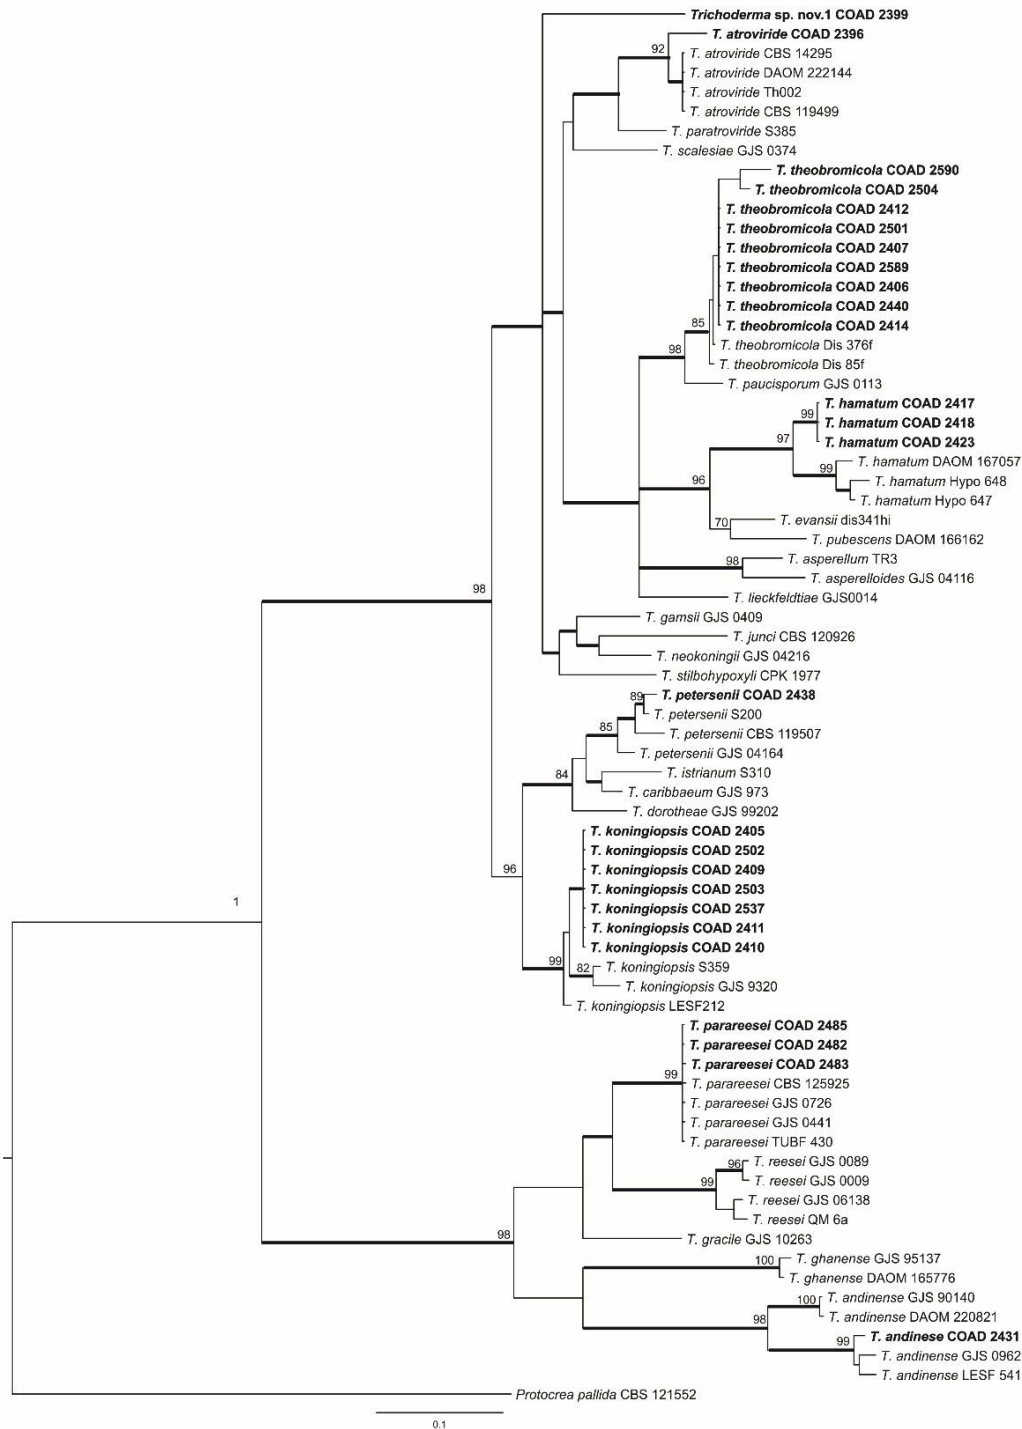 Trichoderma sp. nov.1 COAD 2399
T. atroviride COAD 2396
92
T. atroviride CBS 14295
T. atroviride DAOM 222144
T. atroviride Th002
T. atroviride CBS 119499
T. paratroviride S385
T. scalesiae GJS 0374
T. theobromicola COAD 2590
T. theobromicola COAD 2504
T. theobromicola COAD 2412
T. theobromicola COAD 2501
T. theobromicola COAD 2407
T. theobromicola COAD 2589
T. theobromicola COAD 2406
T. theobromicola COAD 2440
85
T. theobromicola COAD 2414
T. theobromicola Dis 376f
98
T. theobromicola Dis 85f
T. paucisporum GJS 0113
T. hamatum COAD 2417
99
T. hamatum COAD 2418
97
T. hamatum COAD 2423
T. hamatum DAOM 167057
99
T. hamatum Hypo 648
96
T. hamatum Hypo 647
T. evansii dis341hi
70
T. pubescens DAOM 166162
T. asperellum TR3
98
T. asperelloides GJS 04116
98
T. lieckfeldtiae GJS0014
T. gamsii GJS 0409
T. junci CBS 120926
T. neokoningii GJS 04216
T. stilbohypoxyli CPK 1977
89
T. petersenii COAD 2438
T. petersenii S200
85
T. petersenii CBS 119507
T. petersenii GJS 04164
84
T. istrianum S310
T. caribbaeum GJS 973
T. dorotheae GJS 99202
T. koningiopsis COAD 2405
T. koningiopsis COAD 2502
96
T. koningiopsis COAD 2409
T. koningiopsis COAD 2503
1
T. koningiopsis COAD 2537
T. koningiopsis COAD 2411
T. koningiopsis COAD 2410
99
82
T. koningiopsis S359
T. koningiopsis GJS 9320
T. koningiopsis LESF212
T. parareesei COAD 2485
T. parareesei COAD 2482
T. parareesei COAD 2483
99
T. parareesei CBS 125925
T. parareesei GJS 0726
T. parareesei GJS 0441
T. parareesei TUBF 430
96
T. reesei GJS 0089
99
T. reesei GJS 0009
T. reesei GJS 06138
T. reesei QM 6a
98
T. gracile GJS 10263
100
T. ghanense GJS 95137
T. ghanense DAOM 165776
100
T. andinense GJS 90140
98
T. andinense DAOM 220821
99
T. andinese COAD 2431
T. andinense GJS 0962
T. andinense LESF 541
Protocrea pallida CBS 121552
0.1